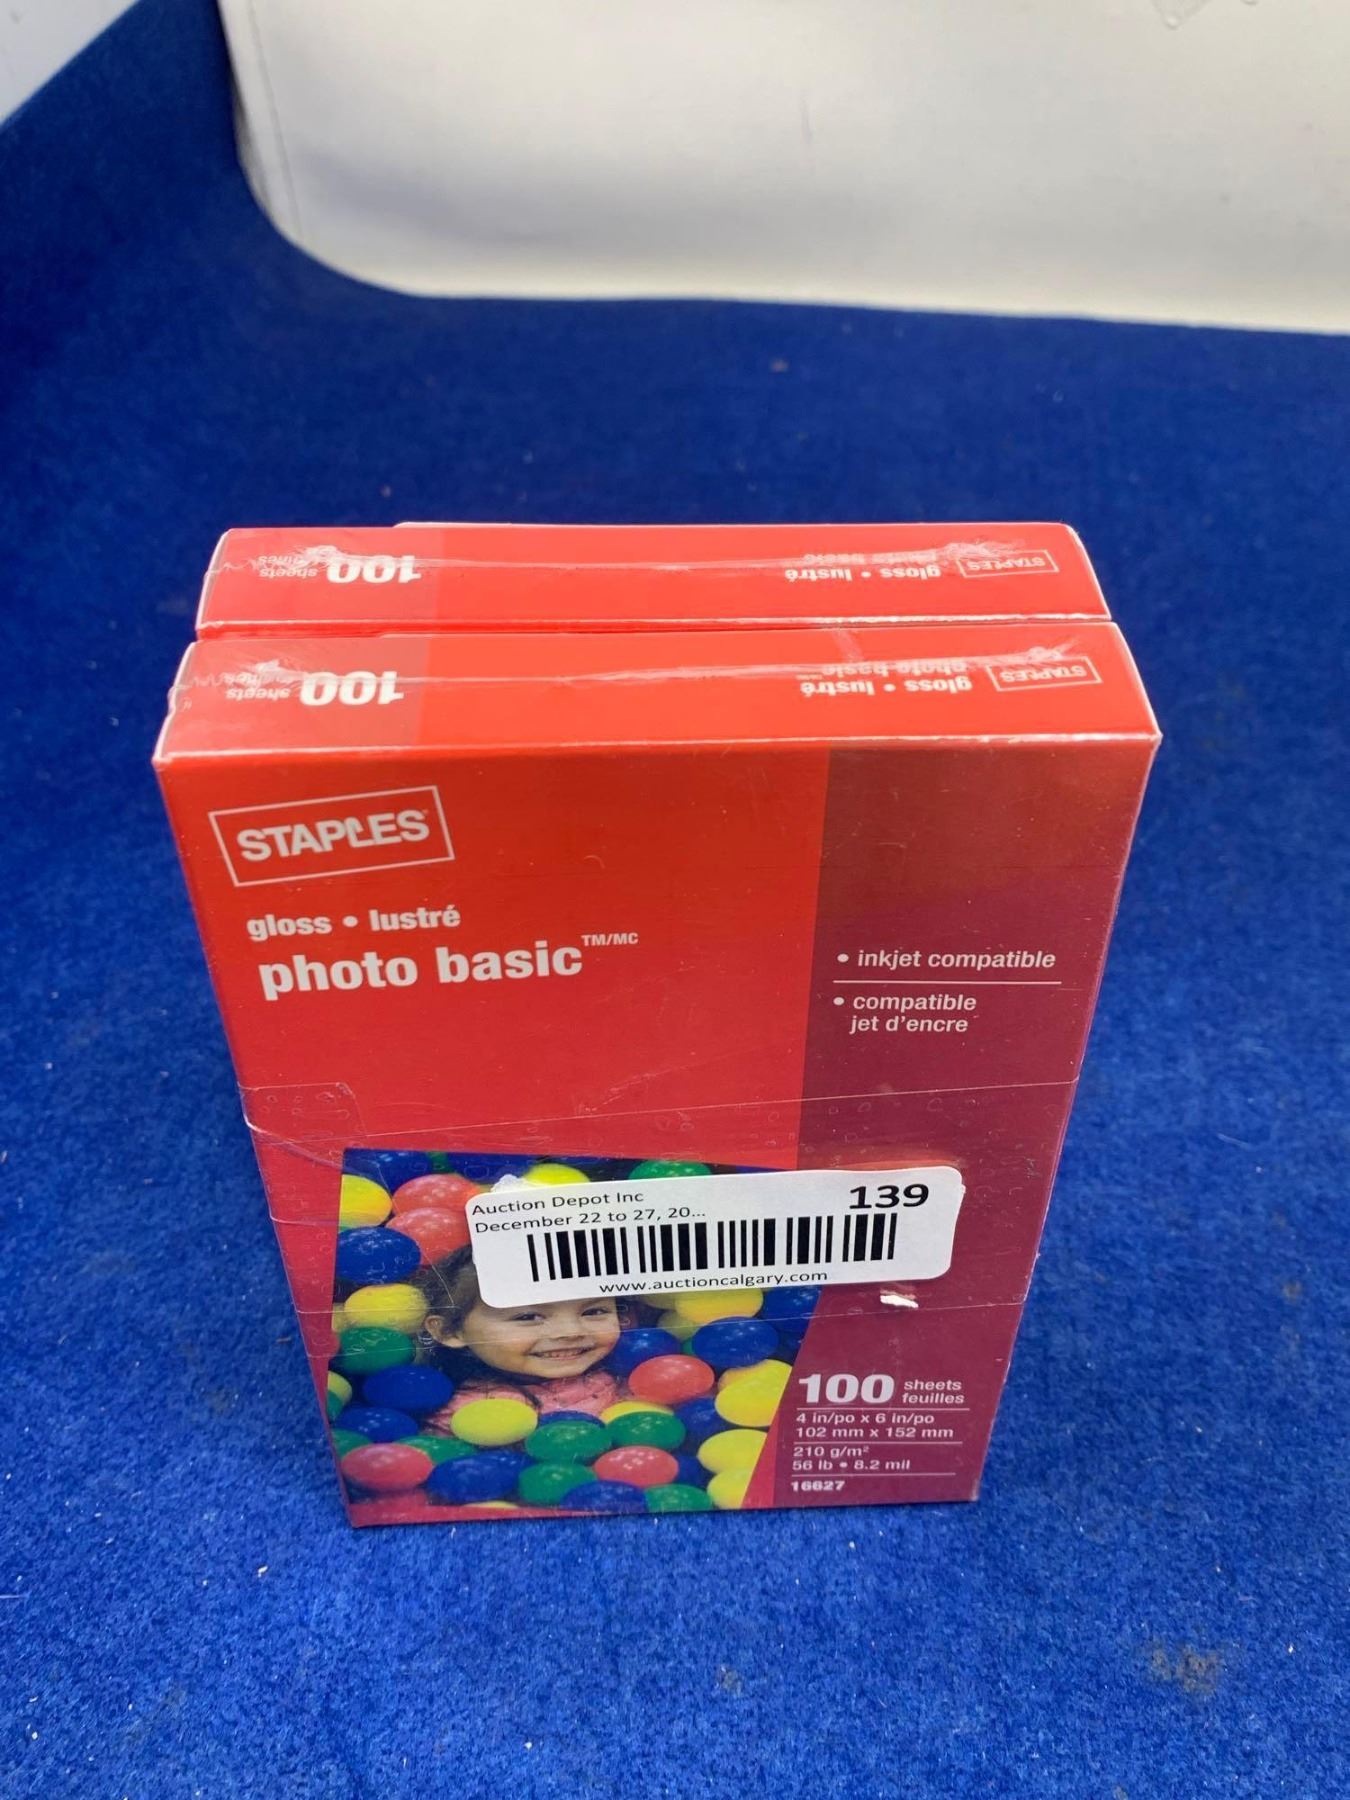 100 sheets
gloss • lustré
STAPLES
100 sheets
photo basic
gloss • lustré
STAPLES
STAPLES
gloss • lustré
photo basic TM/MC
• inkjet compatible
• compatible
jet d'encre
Auction Depot Inc
139
December 22 to 27, 20...
www.auctioncalgary.com
100 sheets
feuilles
4 in/po x 6 in/po
102 mm x 152 mm
210 g/m²
56 lb • 8.2 mil
16627